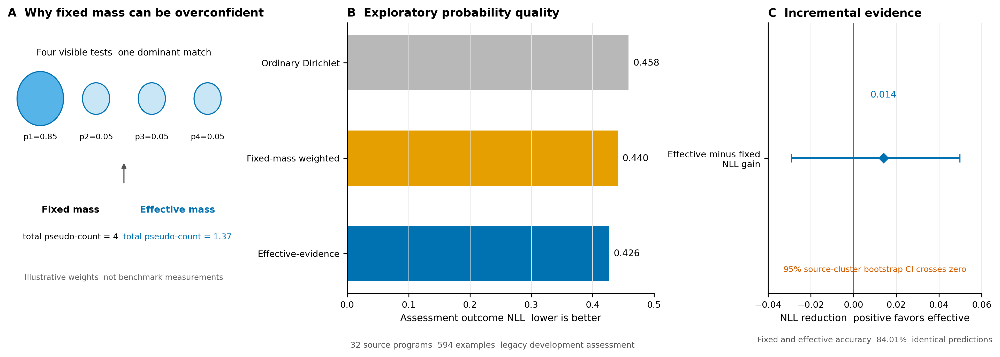 A Why fixed mass can be overconfident
Four visible tests one dominant match
p1=0.85 p2=0.05 p3=0.05 p4=0.05
Fixed mass Effective mass
total pseudo-count = 4 total pseudo-count = 1.37
Illustrative weights not benchmark measurements
B Exploratory probability quality
Ordinary Dirichlet 0.458
Fixed-mass weighted 0.440
Effective-evidence 0.426
0.0 0.1 0.2 0.3 0.4 0.5
Assessment outcome NLL lower is better
32 source programs 594 examples legacy development assessment
C Incremental evidence
0.014
Effective minus fixed
NLL gain
95% source-cluster bootstrap CI crosses zero
−0.04 −0.02 0.00 0.02 0.04 0.06
NLL reduction positive favors effective
Fixed and effective accuracy 84.01% identical predictions